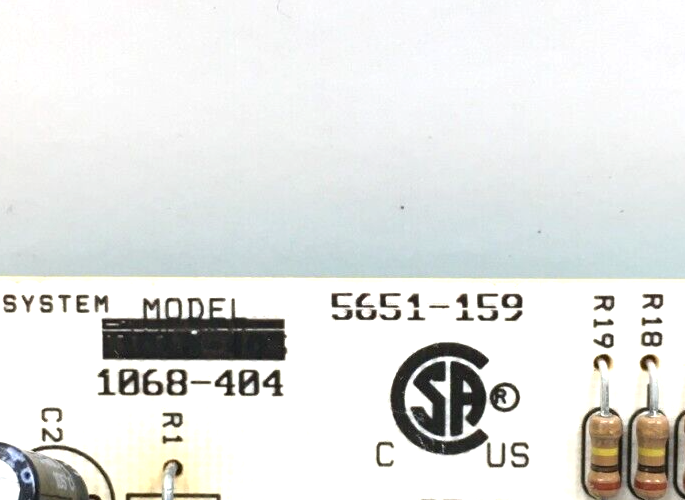 SYSTEM MODEL
5651-159
1068-404
R19
R18
C2
R1
SA ®
C US